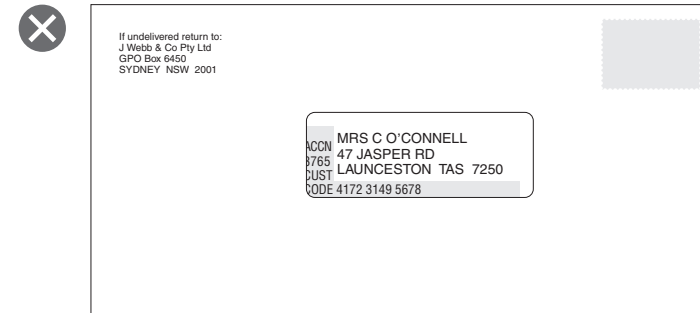 If undelivered return to:
J Webb & Co Pty Ltd
GPO Box 6450
SYDNEY NSW 2001
ACCN
3765
CUST
CODE 4172 3149 5678
MRS C O'CONNELL
47 JASPER RD
LAUNCESTON TAS 7250